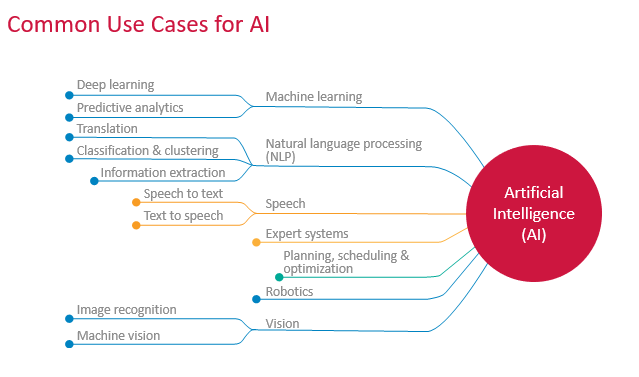 Common Use Cases for AI
Deep learning
Predictive analytics
Machine learning
Translation
Classification & clustering
Information extraction
Natural language processing
(NLP)
Speech to text
Text to speech
Speech
Expert systems
Planning, scheduling &
optimization
Robotics
Image recognition
Machine vision
Vision
Artificial
Intelligence
(AI)